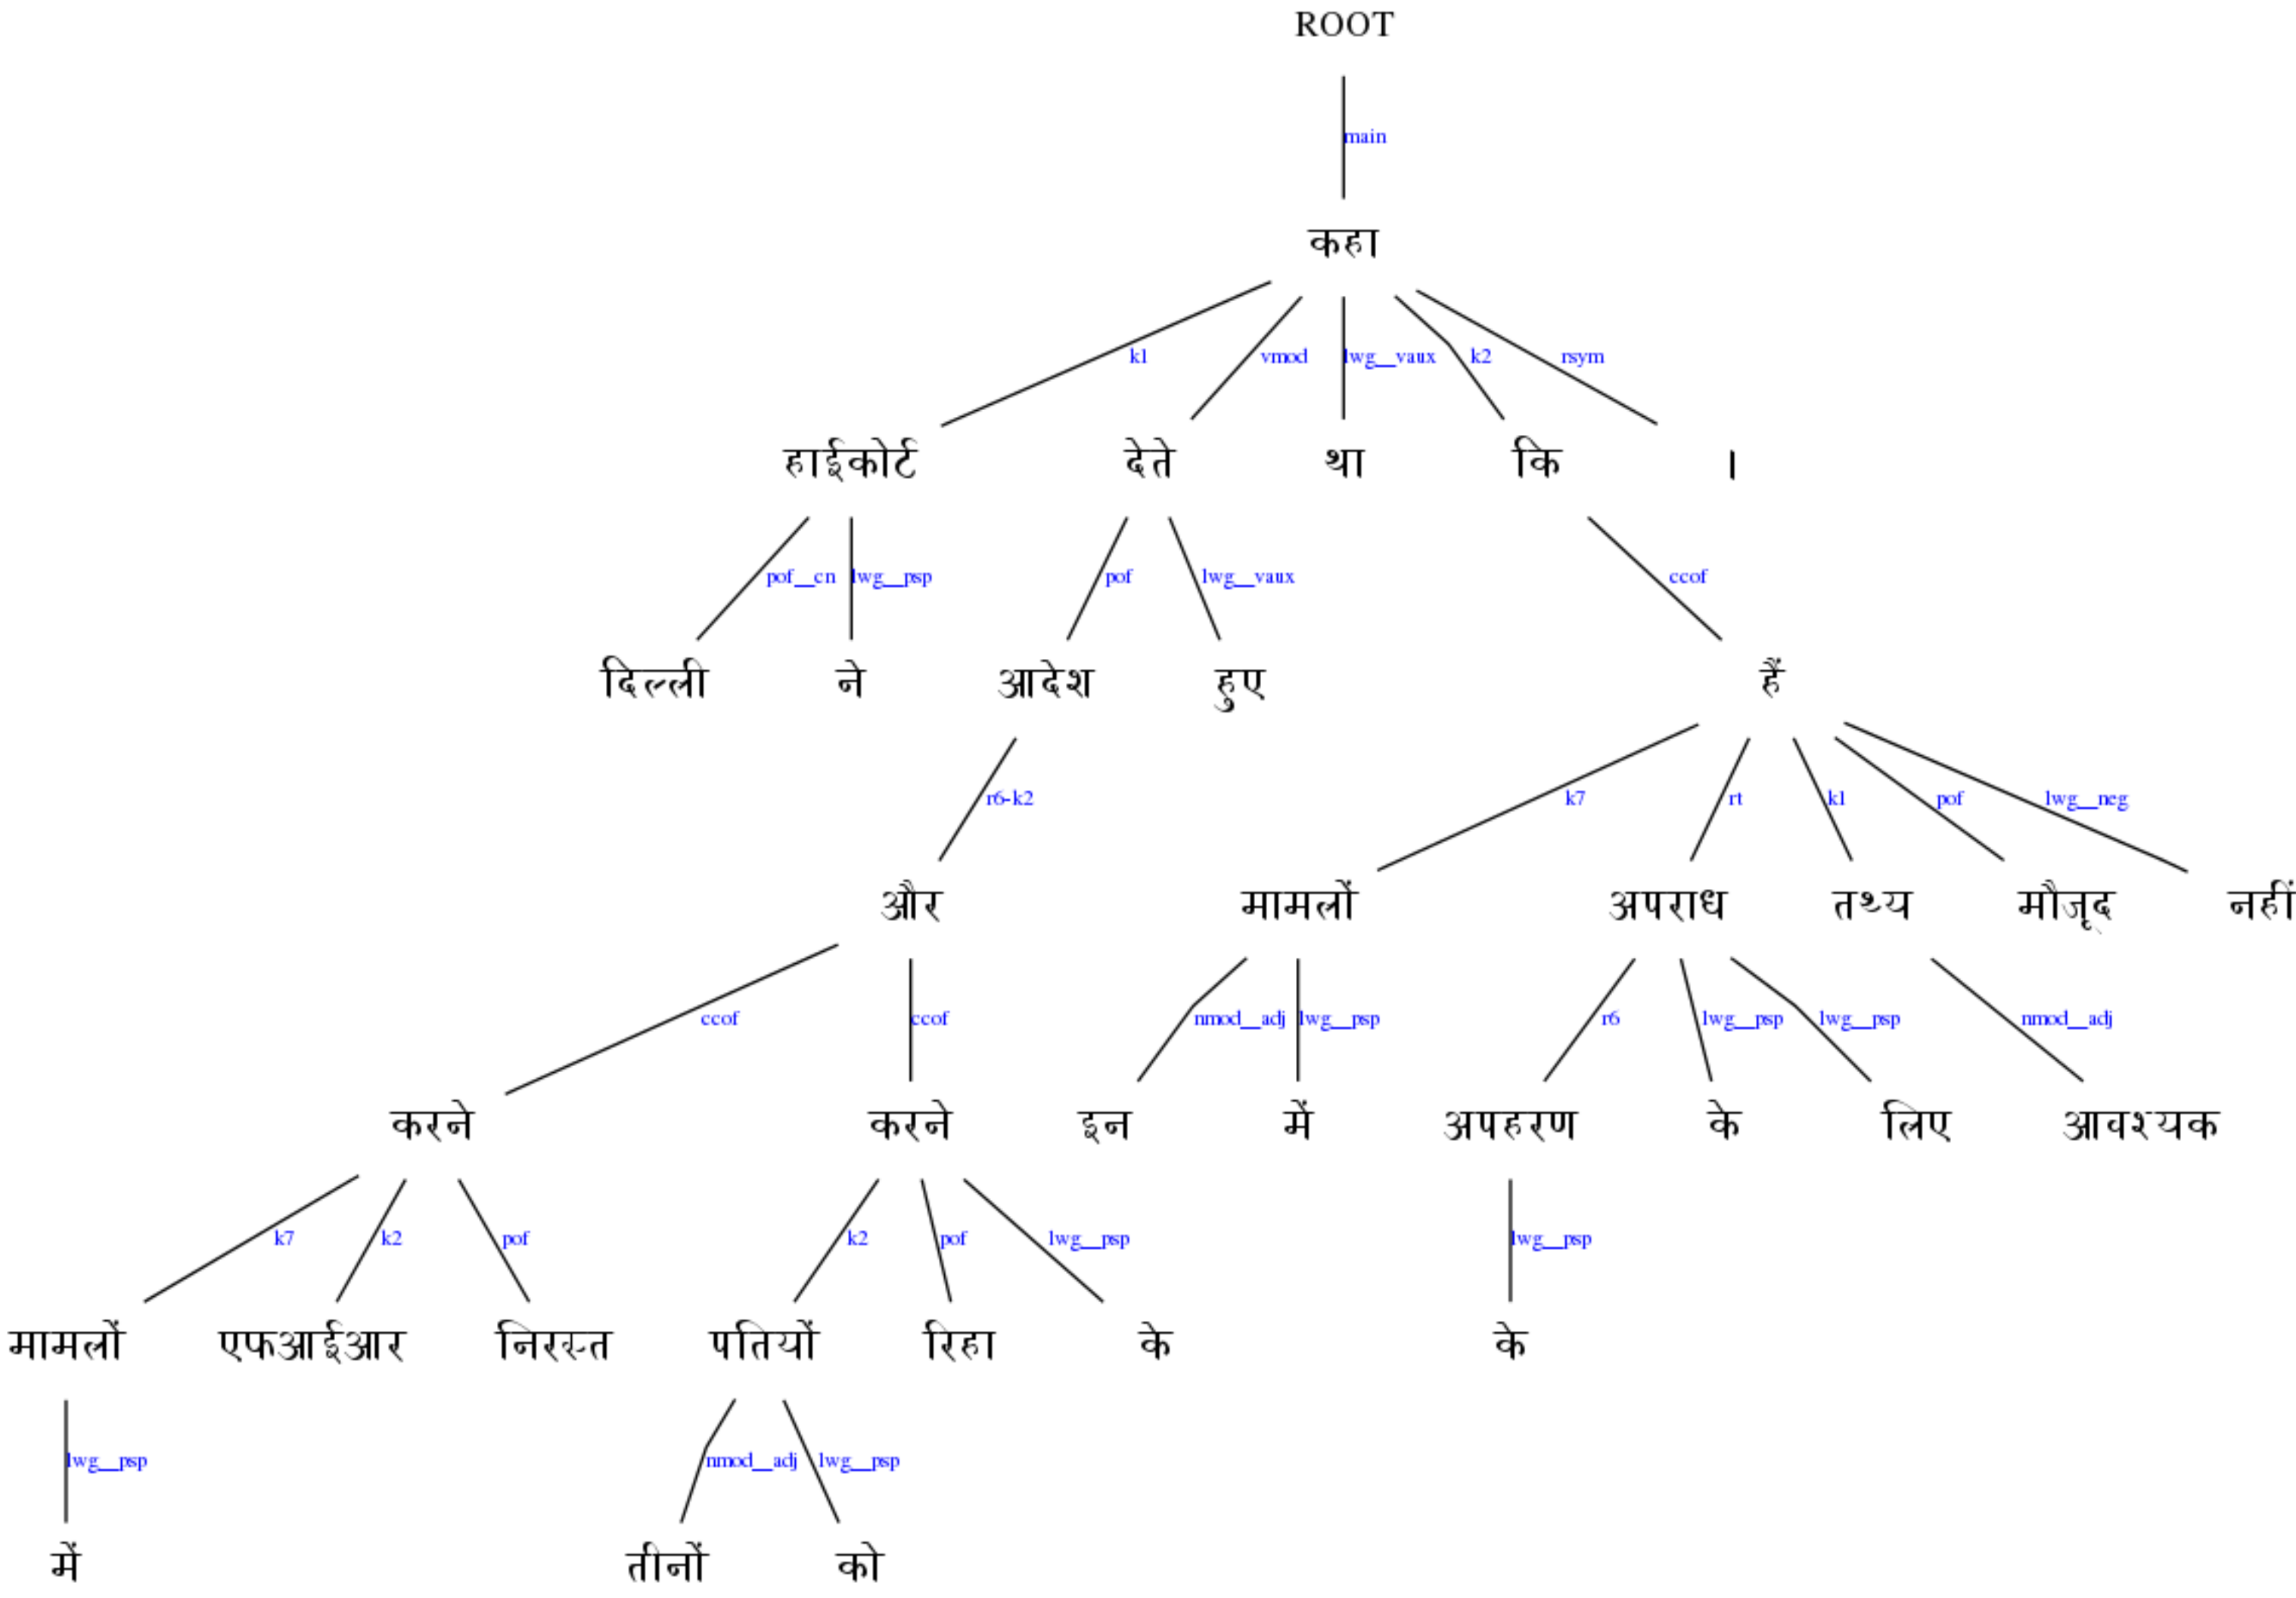 ROOT
main
कहा
k1 vmod lwg__vaux k2 rsym
हाईकोर्ट देते था कि ।
pof__cn lwg__psp pof lwg__vaux ccof
दिल्ली ने आदेश हुए हैं
r6-k2 k7 rt k1 pof lwg__neg
और मामलों अपराध तथ्य मौजूद नहीं
ccof ccof nmod__adj lwg__psp r6 lwg__psp lwg__psp nmod__adj
करने करने इन में अपहरण के लिए आवश्यक
k7 k2 pof k2 pof lwg__psp lwg__psp
मामलों एफआईआर निरस्त पतियों रिहा के के
lwg__psp nmod__adj lwg__psp
में तीनों को